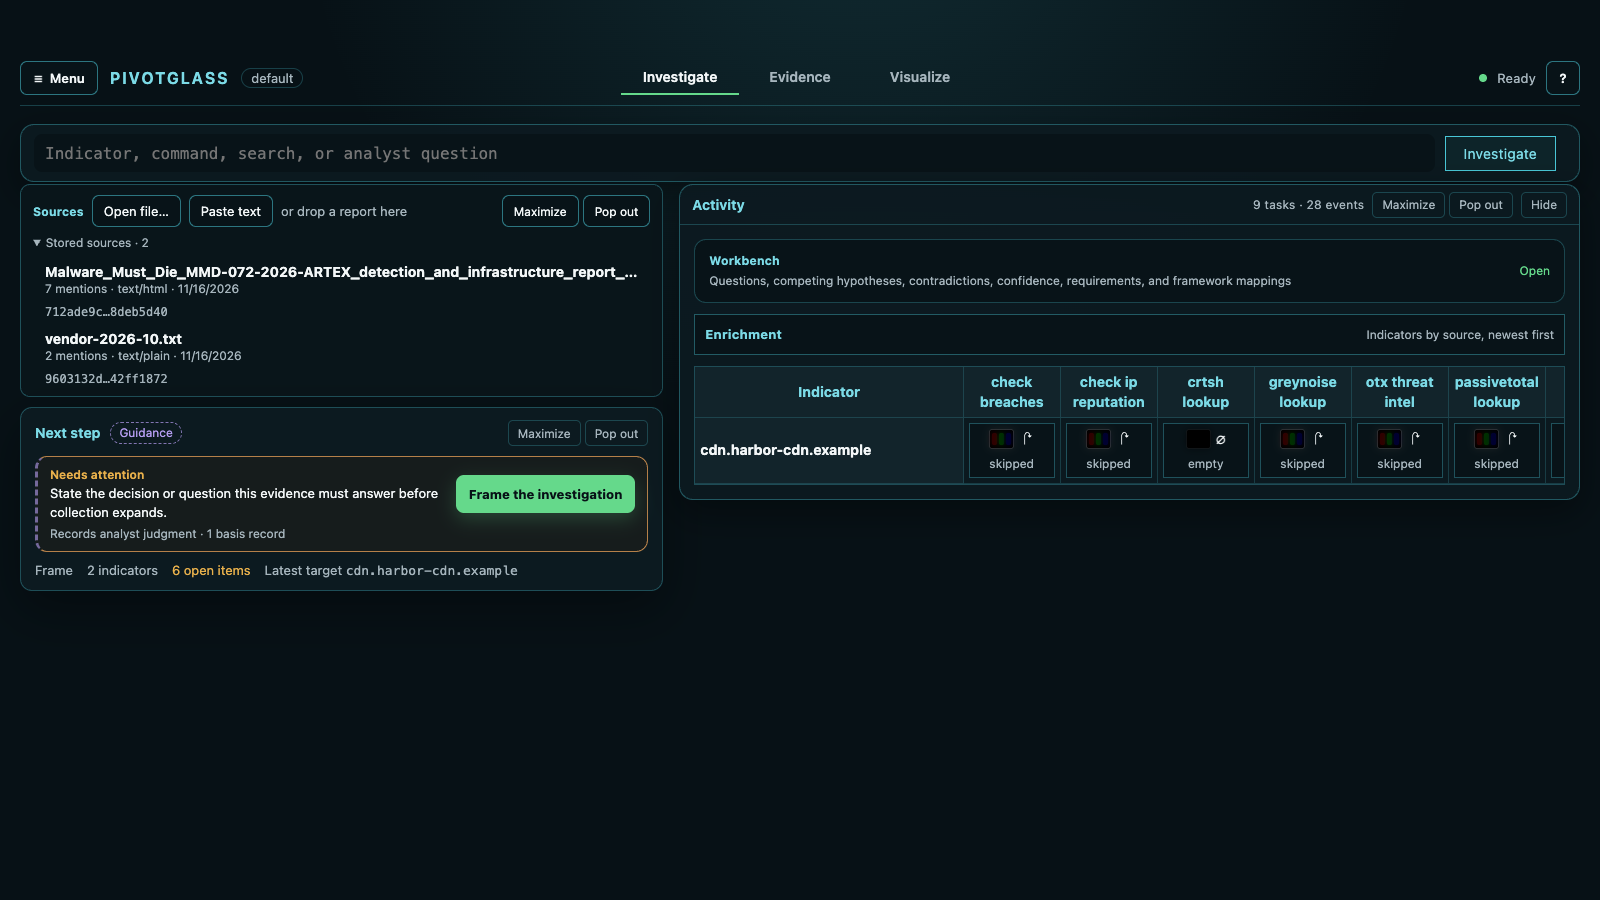 ≡ Menu
PIVOTGLASS
default
Investigate
Evidence
Visualize
Ready
?
Indicator, command, search, or analyst question
Investigate
Sources
Open file...
Paste text
or drop a report here
Maximize
Pop out
▼ Stored sources · 2
Malware_Must_Die_MMD-072-2026-ARTEX_detection_and_infrastructure_report_...
7 mentions · text/html · 11/16/2026
712ade9c…8deb5d40
vendor-2026-10.txt
2 mentions · text/plain · 11/16/2026
9603132d…42ff1872
Next step
Guidance
Maximize
Pop out
Needs attention
State the decision or question this evidence must answer before
collection expands.
Records analyst judgment · 1 basis record
Frame the investigation
Frame
2 indicators
6 open items
Latest target cdn.harbor-cdn.example
Activity
9 tasks · 28 events
Maximize
Pop out
Hide
Workbench
Questions, competing hypotheses, contradictions, confidence, requirements, and framework mappings
Open
Enrichment
Indicators by source, newest first
Indicator
check
breaches
check ip
reputation
crtsh
lookup
greynoise
lookup
otx threat
intel
passivetotal
lookup
cdn.harbor-cdn.example
skipped
skipped
∅
empty
skipped
skipped
skipped